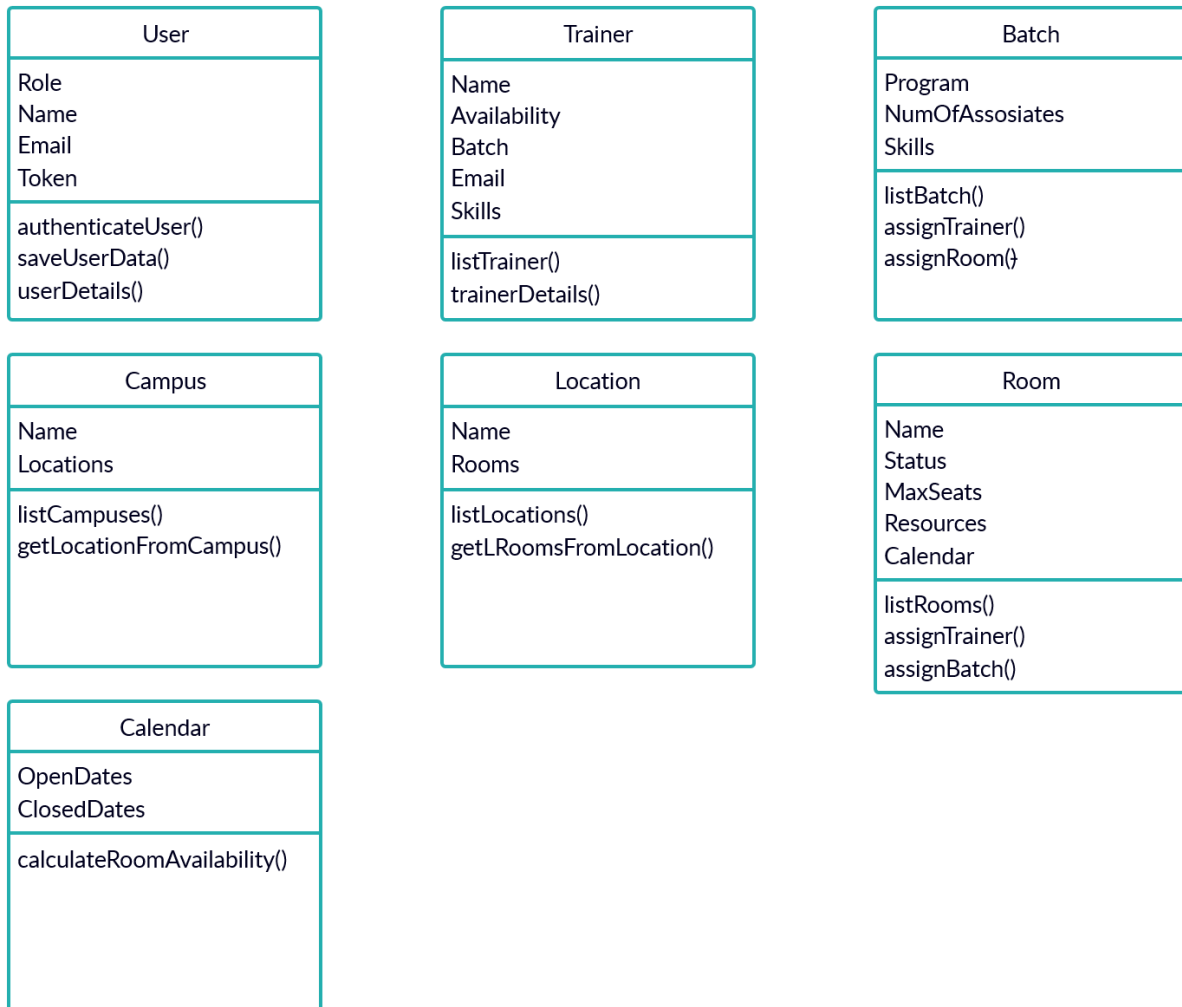 User
Role
Name
Email
Token
authenticateUser()
saveUserData()
userDetails()
Trainer
Name
Availability
Batch
Email
Skills
listTrainer()
trainerDetails()
Batch
Program
NumOfAssosiates
Skills
listBatch()
assignTrainer()
assignRoom()
Campus
Name
Locations
listCampuses()
getLocationFromCampus()
Location
Name
Rooms
listLocations()
getLRoomsFromLocation()
Room
Name
Status
MaxSeats
Resources
Calendar
listRooms()
assignTrainer()
assignBatch()
Calendar
OpenDates
ClosedDates
calculateRoomAvailability()